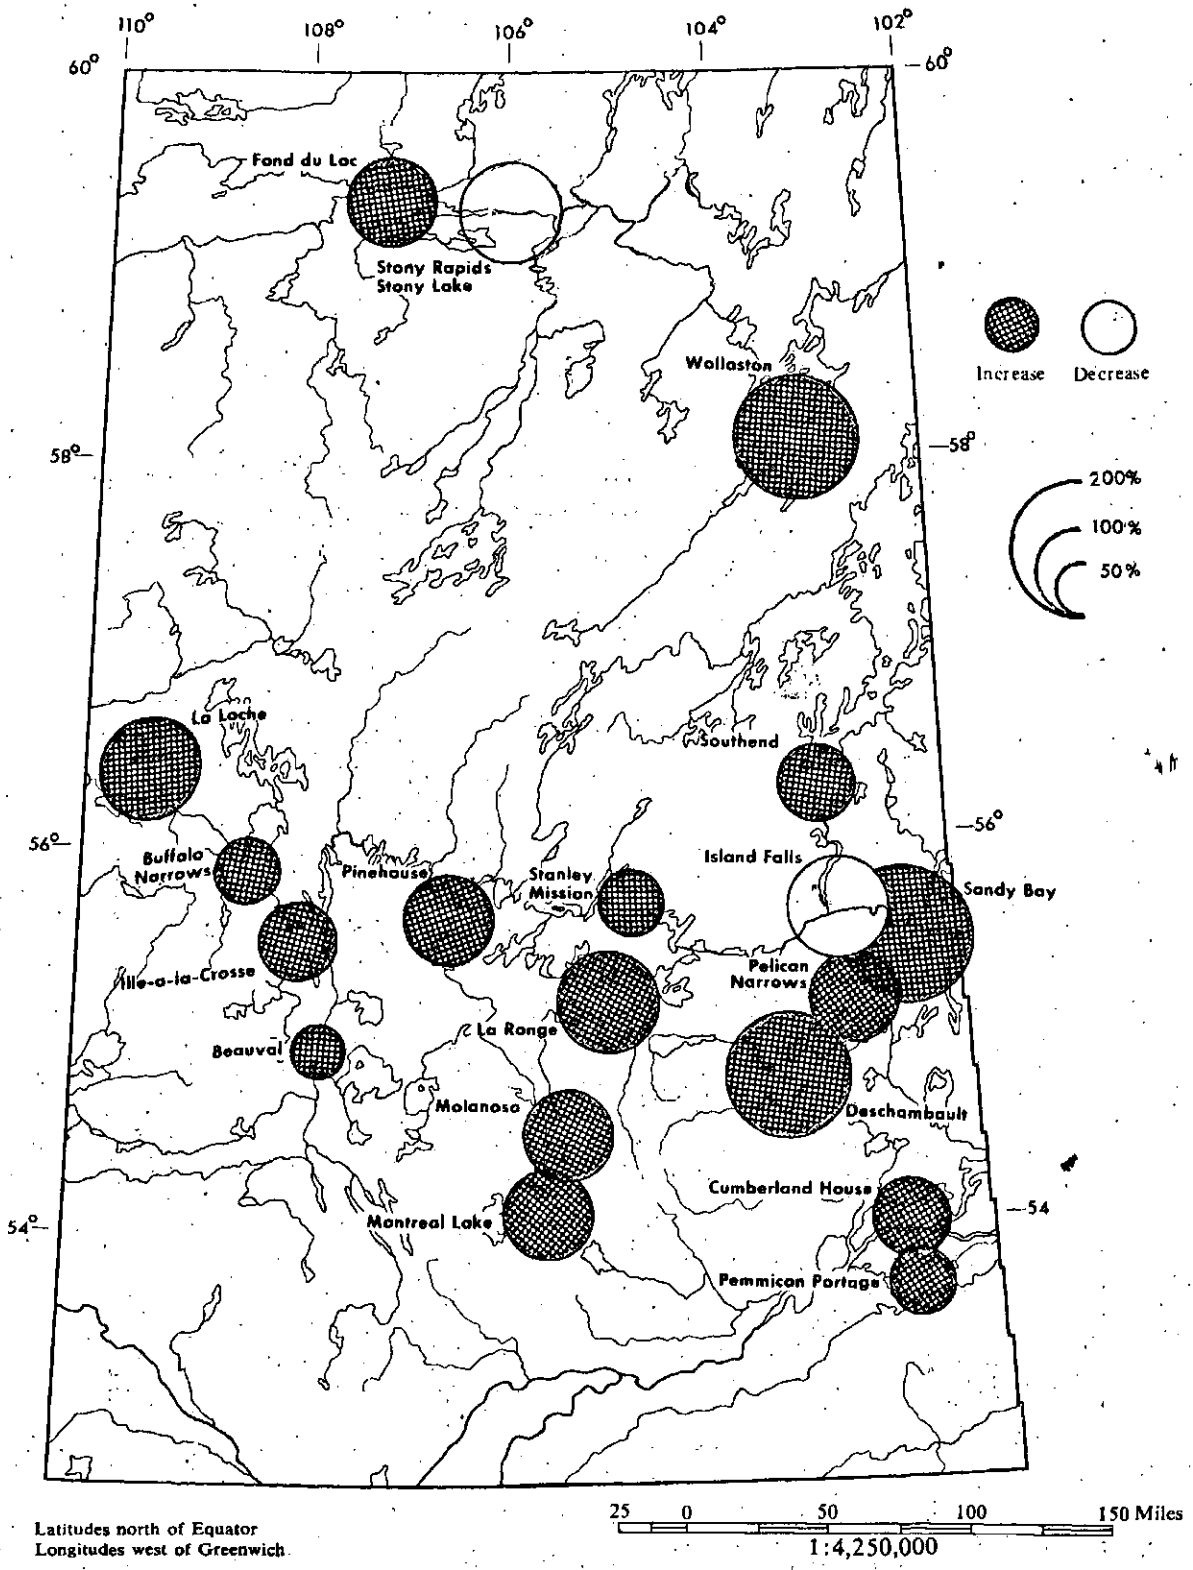 110° 108° 106° 104° 102°
60° 60°
Fond du Lac
Stony Rapids
Stony Lake
Wollaston
Increase Decrease
58° 58°
200%
100%
50%
La Loche
Southend
56° 56°
Buffalo
Narrows
Pinehouse
Stanley
Mission
Island Falls
Sandy Bay
Ille-a-la-Crosse
Pelican
Narrows
La Ronge
Beauval
Molanosa
Deschambault
Cumberland House
54° 54
Montreal Lake
Pemmican Portage
Latitudes north of Equator
Longitudes west of Greenwich
25 0 50 100 150 Miles
1:4,250,000